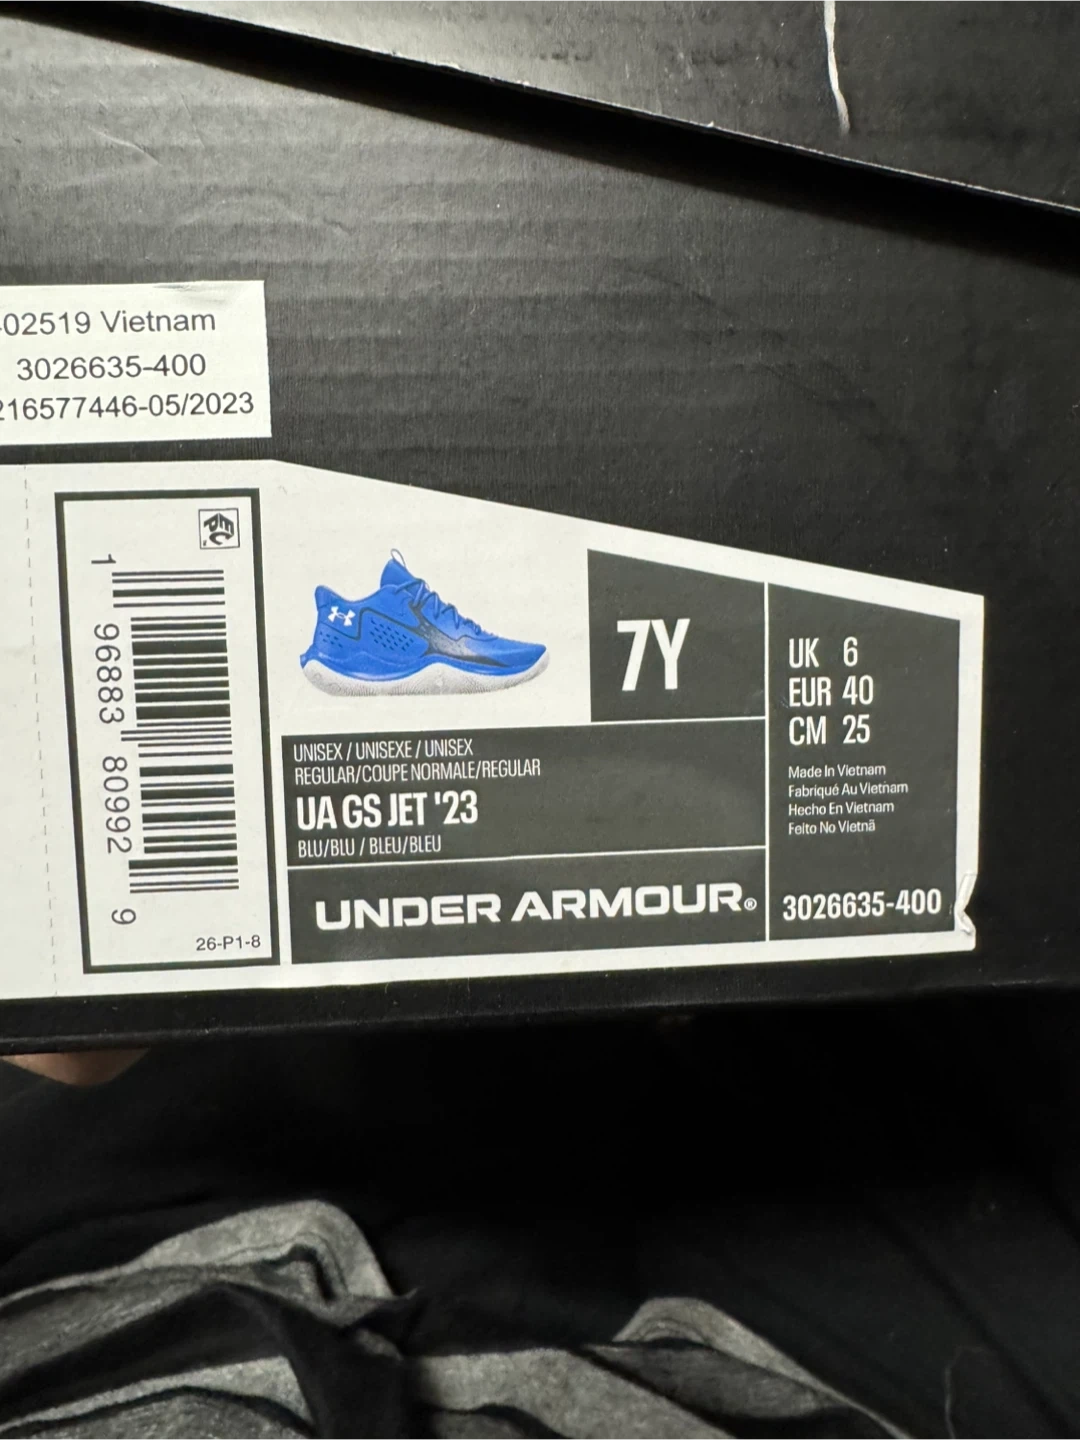 02519 Vietnam
3026635-400
216577446-05/2023
1 96883 80992 9
26-P1-8
7Y
UK 6
EUR 40
CM 25
UNISEX / UNISEXE / UNISEX
REGULAR/COUPE NORMALE/REGULAR
UA GS JET '23
BLU/BLU / BLEU/BLEU
Made In Vietnam
Fabriqué Au Vietnam
Hecho En Vietnam
Feito No Vietnã
UNDER ARMOUR®
3026635-400